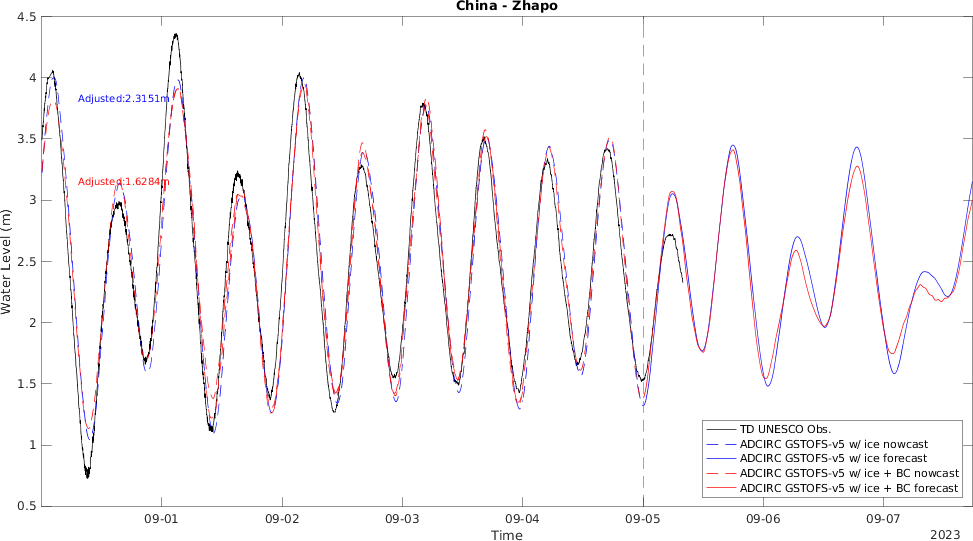 China - Zhapo
4.5
4
3.5
3
2.5
2
1.5
1
0.5
Water Level (m)
Adjusted:2.3151m
Adjusted:1.6284m
TD UNESCO Obs.
ADCIRC GSTOFS-v5 w/ ice nowcast
ADCIRC GSTOFS-v5 w/ ice forecast
ADCIRC GSTOFS-v5 w/ ice + BC nowcast
ADCIRC GSTOFS-v5 w/ ice + BC forecast
09-01 09-02 09-03 09-04 09-05 09-06 09-07
Time
2023